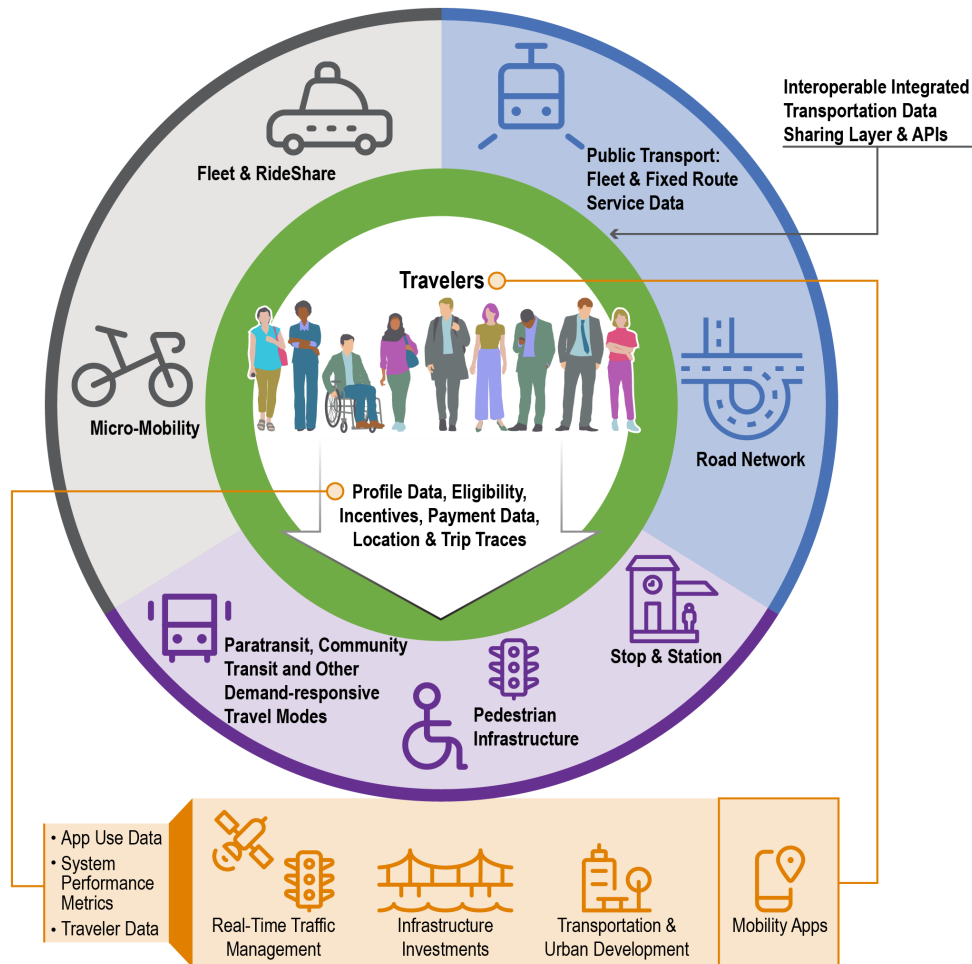 Interoperable Integrated
Transportation Data
Sharing Layer & APIs
Fleet & RideShare
Public Transport:
Fleet & Fixed Route
Service Data
Travelers
Micro-Mobility
Road Network
Profile Data, Eligibility,
Incentives, Payment Data,
Location & Trip Traces
Paratransit, Community
Transit and Other
Demand-responsive
Travel Modes
Pedestrian
Infrastructure
Stop & Station
• App Use Data
• System
Performance
Metrics
• Traveler Data
Real-Time Traffic
Management
Infrastructure
Investments
Transportation &
Urban Development
Mobility Apps